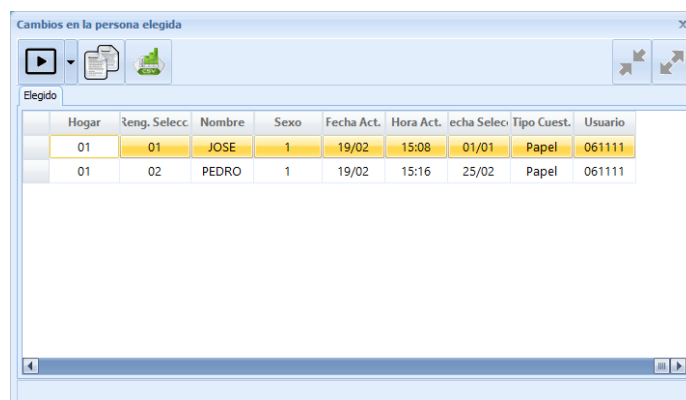 Cambios en la persona elegida
CSV
Elegido
Hogar Reng. Selecc. Nombre Sexo Fecha Act. Hora Act. echa Selec Tipo Cuest. Usuario
01 01 JOSE 1 19/02 15:08 01/01 Papel 061111
01 02 PEDRO 1 19/02 15:16 25/02 Papel 061111